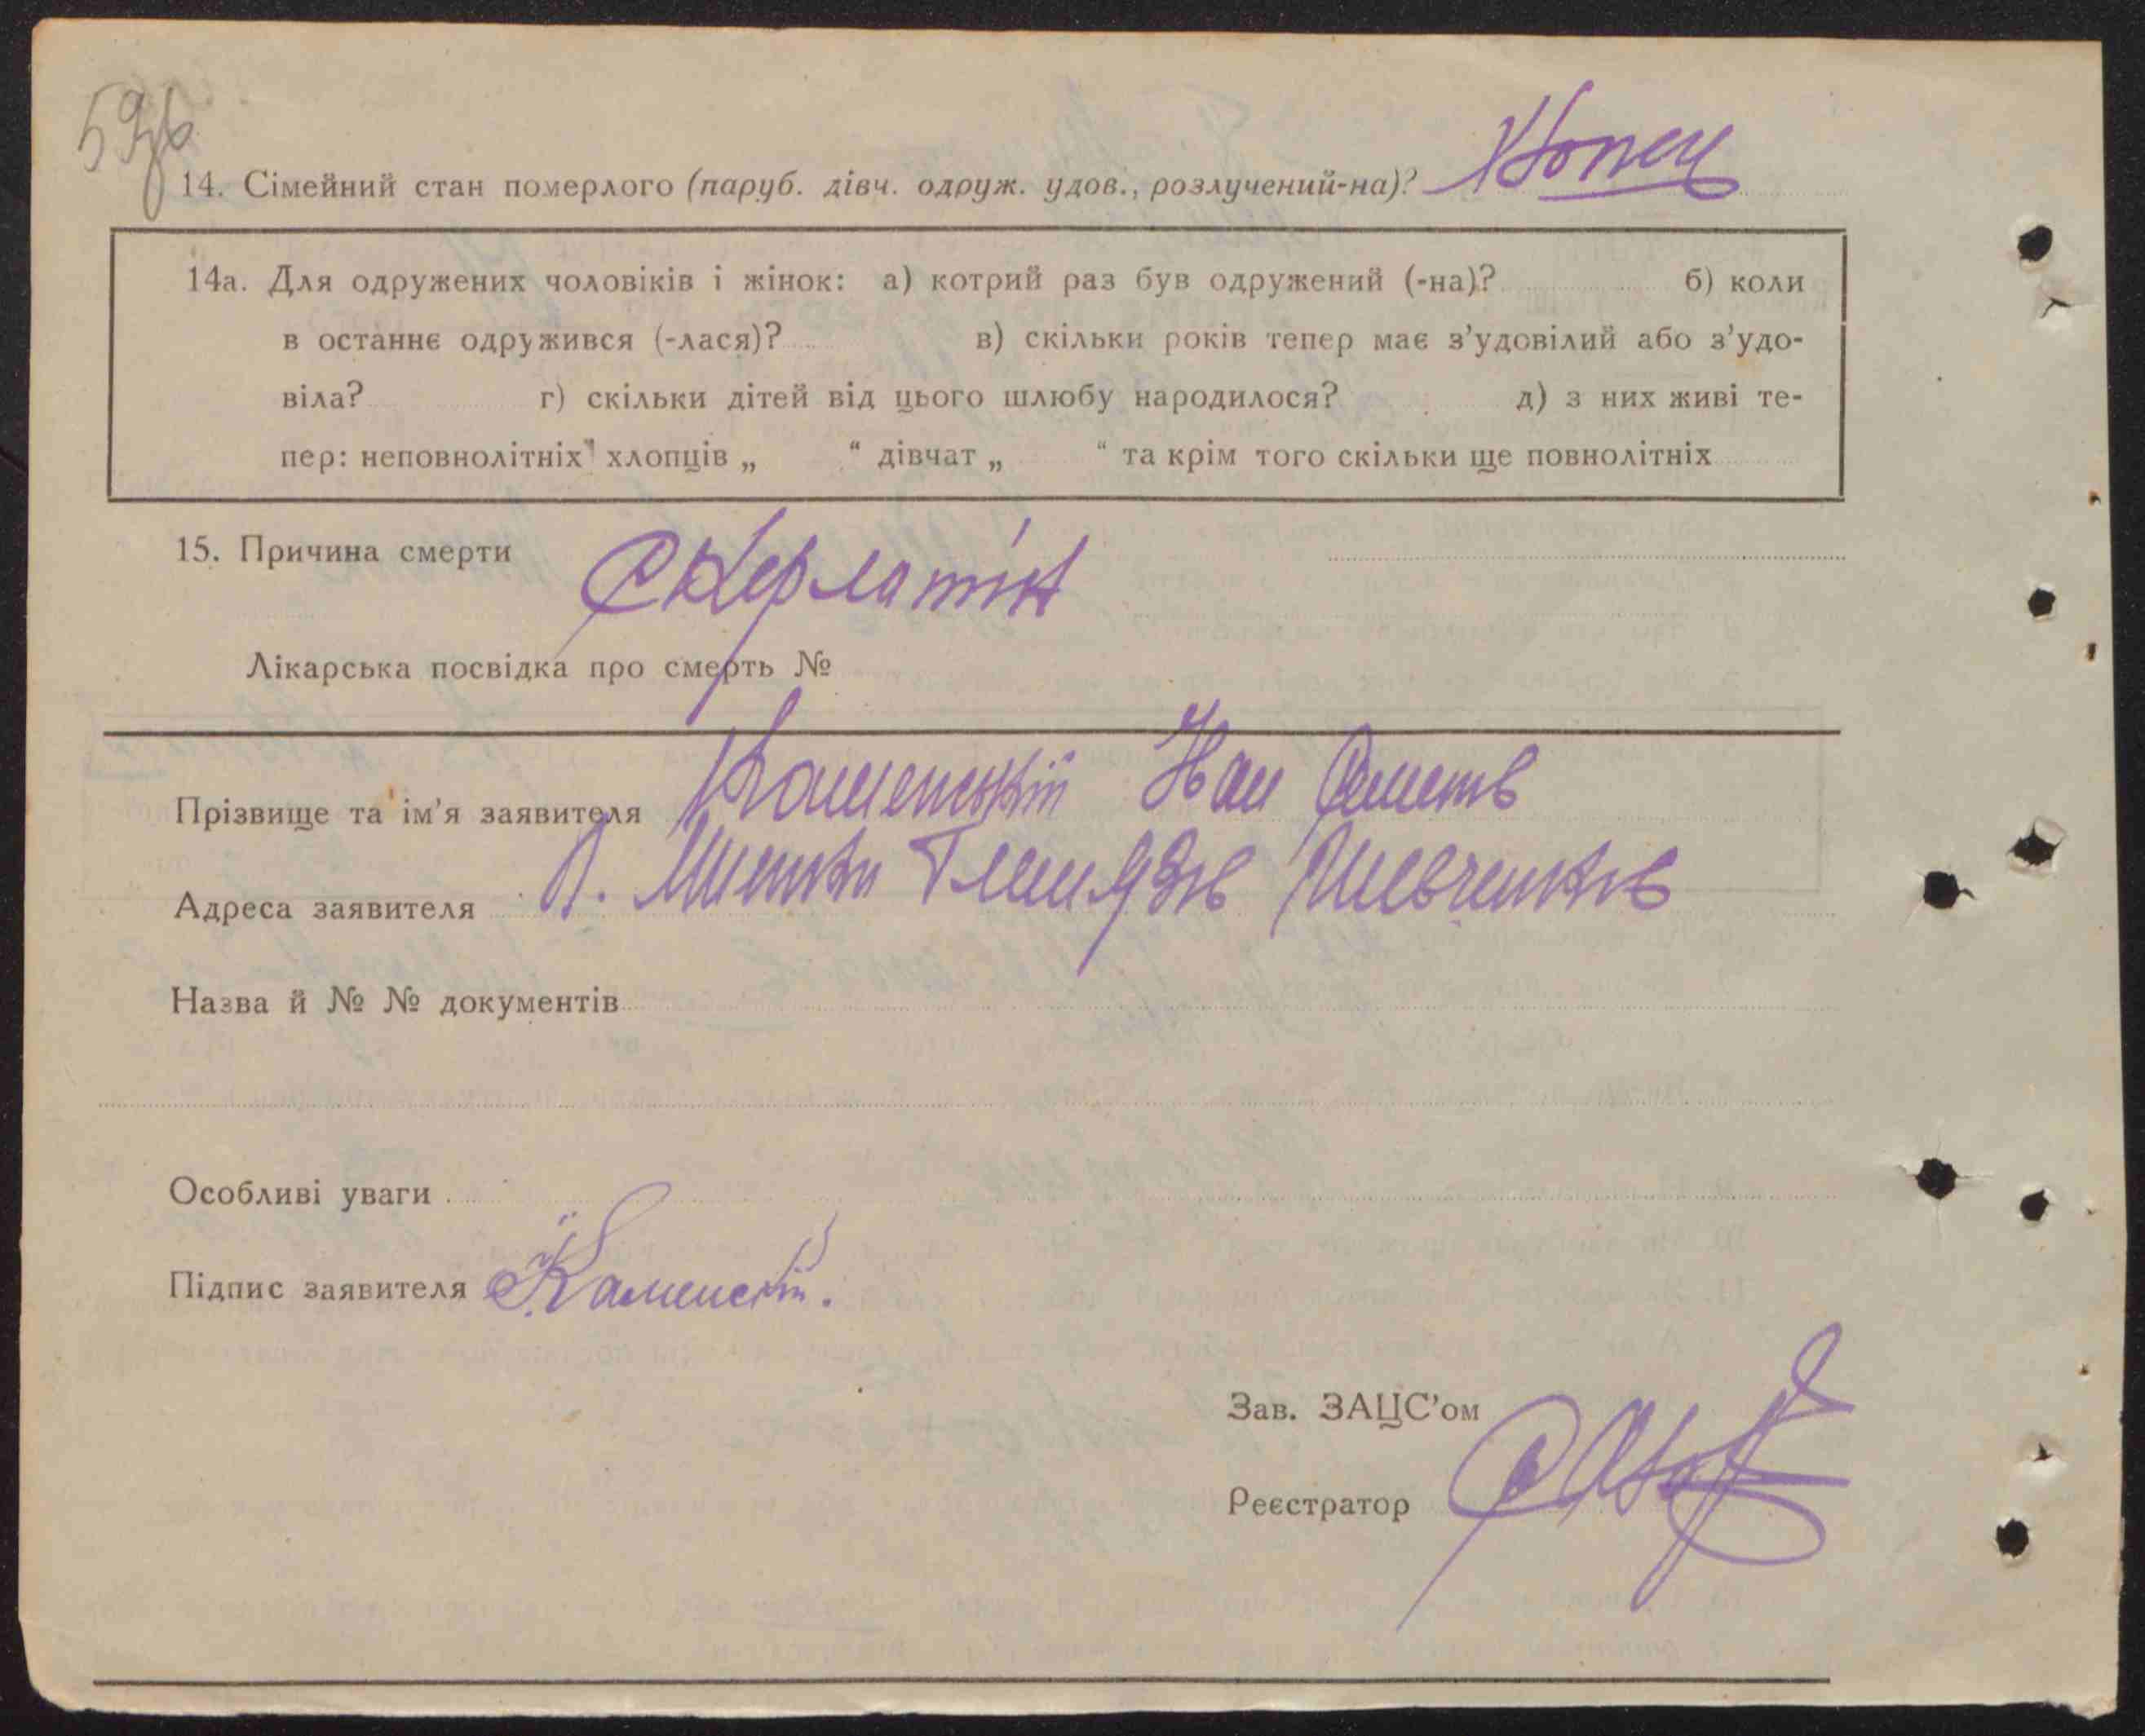 14. Сімейний стан померлого (паруб. дівч. одруж. удов., розлучений-на)? Хлопец
14а. Для одружених чоловіків і жінок: а) котрий раз був одружений (-на)? б) коли
в останнє одружився (-лася)? в) скільки років тепер має з’удовілий або з’удо-
віла? г) скільки дітей від цього шлюбу народилося? д) з них живі те-
пер: неповнолітніх хлопців „ “ дівчат „ “ та крім того скільки ще повнолітніх
15. Причина смерти Скерлатін
Лікарська посвідка про смерть №
Прізвище та ім’я заявителя Каменський
Адреса заявителя
Назва й № № документів
Особливі уваги
Підпис заявителя
Зав. ЗАЦС’ом
Реєстратор